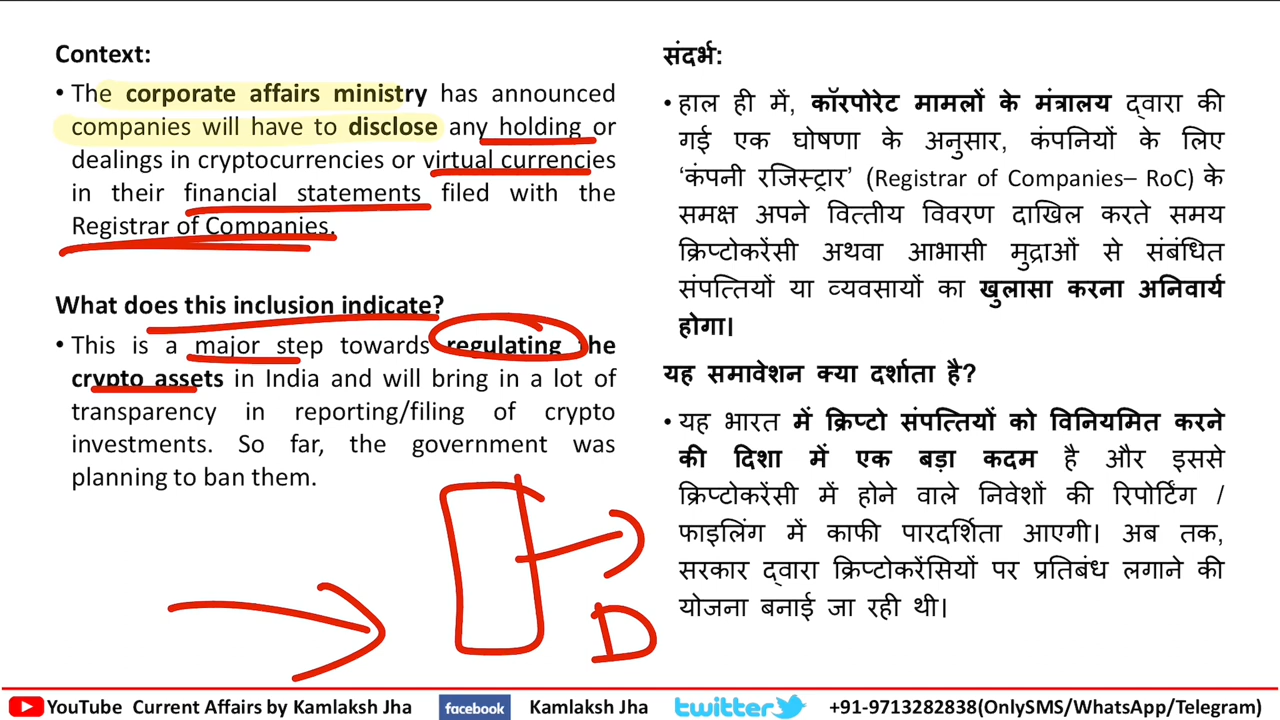 Context:
• The corporate affairs ministry has announced
companies will have to disclose any holding or
dealings in cryptocurrencies or virtual currencies
in their financial statements filed with the
Registrar of Companies.
What does this inclusion indicate?
• This is a major step towards regulating the
crypto assets in India and will bring in a lot of
transparency in reporting/filing of crypto
investments. So far, the government was
planning to ban them.
D
संदर्भ:
• हाल ही में, कॉरपोरेट मामलों के मंत्रालय द्वारा की
गई एक घोषणा के अनुसार, कंपनियों के लिए
‘कंपनी रजिस्ट्रार’ (Registrar of Companies– RoC) के
समक्ष अपने वित्तीय विवरण दाखिल करते समय
क्रिप्टोकरेंसी अथवा आभासी मुद्राओं से संबंधित
संपत्तियों या व्यवसायों का खुलासा करना अनिवार्य
होगा।
यह समावेशन क्या दर्शाता है?
• यह भारत में क्रिप्टो संपत्तियों को विनियमित करने
की दिशा में एक बड़ा कदम है और इससे
क्रिप्टोकरेंसी में होने वाले निवेशों की रिपोर्टिंग /
फाइलिंग में काफी पारदर्शिता आएगी। अब तक,
सरकार द्वारा क्रिप्टोकरेंसियों पर प्रतिबंध लगाने की
योजना बनाई जा रही थी।
YouTube Current Affairs by Kamlaksh Jha facebook Kamlaksh Jha twitter +91-9713282838(OnlySMS/WhatsApp/Telegram)